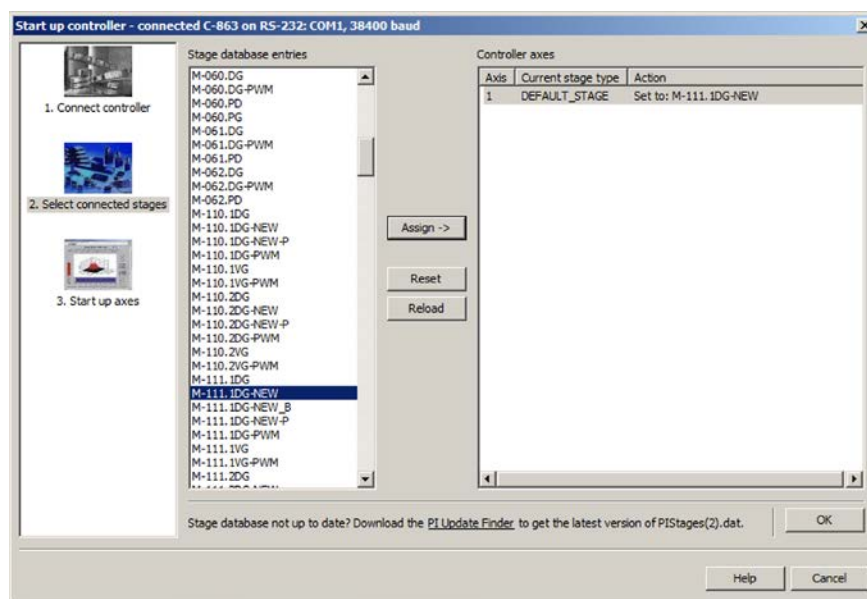 Start up controller - connected C-863 on RS-232: COM1, 38400 baud
1. Connect controller
2. Select connected stages
3. Start up axes
Stage database entries
M-060.DG
M-060.DG-PWM
M-060.PD
M-060.PG
M-061.DG
M-061.DG-PWM
M-061.PD
M-062.DG
M-062.DG-PWM
M-062.PD
M-110.1DG
M-110.1DG-NEW
M-110.1DG-NEW-P
M-110.1DG-PWM
M-110.1VG
M-110.1VG-PWM
M-110.2DG
M-110.2DG-NEW
M-110.2DG-NEW-P
M-110.2DG-PWM
M-110.2VG
M-110.2VG-PWM
M-111.1DG
M-111.1DG-NEW
M-111.1DG-NEW_B
M-111.1DG-NEW-P
M-111.1DG-PWM
M-111.1VG
M-111.1VG-PWM
M-111.2DG
Assign ->
Reset
Reload
Controller axes
Axis Current stage type Action
1 DEFAULT_STAGE Set to: M-111.1DG-NEW
Stage database not up to date? Download the PI Update Finder to get the latest version of PIStages(2).dat.
OK
Help
Cancel